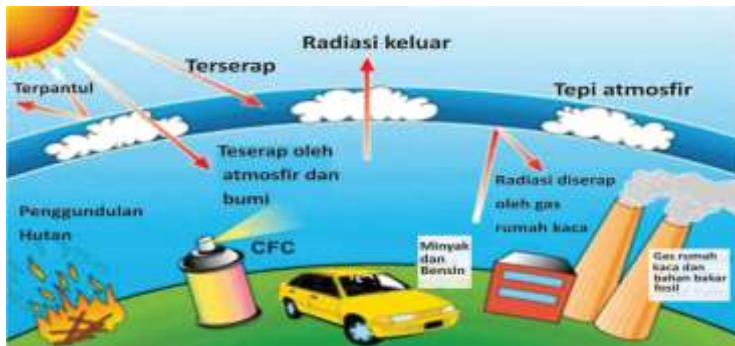 Radiasi keluar
Terserap
Terpantul
Tepi atmosfir
Teserap oleh
atmosfir dan
bumi
Radiasi diserap
oleh gas
rumah kaca
Penggundulan
Hutan
CFC
Minyak
dan
Bensin
Gas rumah
kaca dan
bahan bakar
fosil